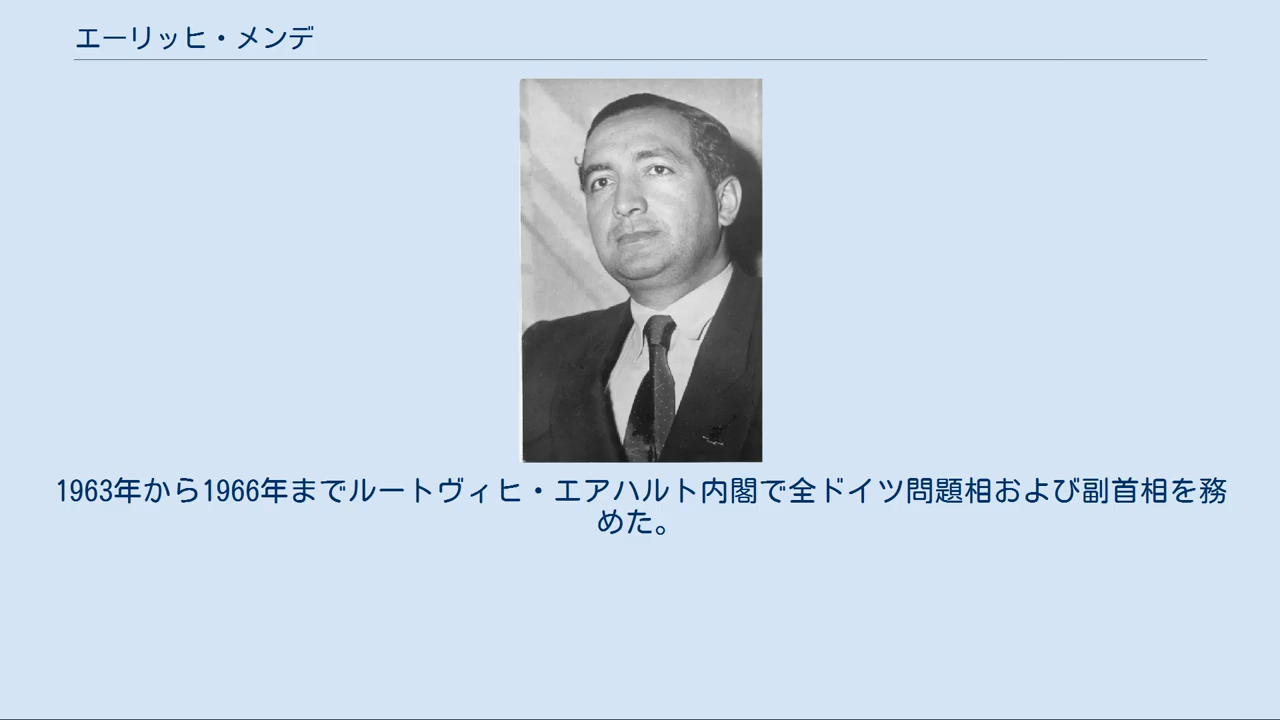 エーリッヒ・メンデ
1963年から1966年までルートヴィヒ・エアハルト内閣で全ドイツ問題相および副首相を務
めた。